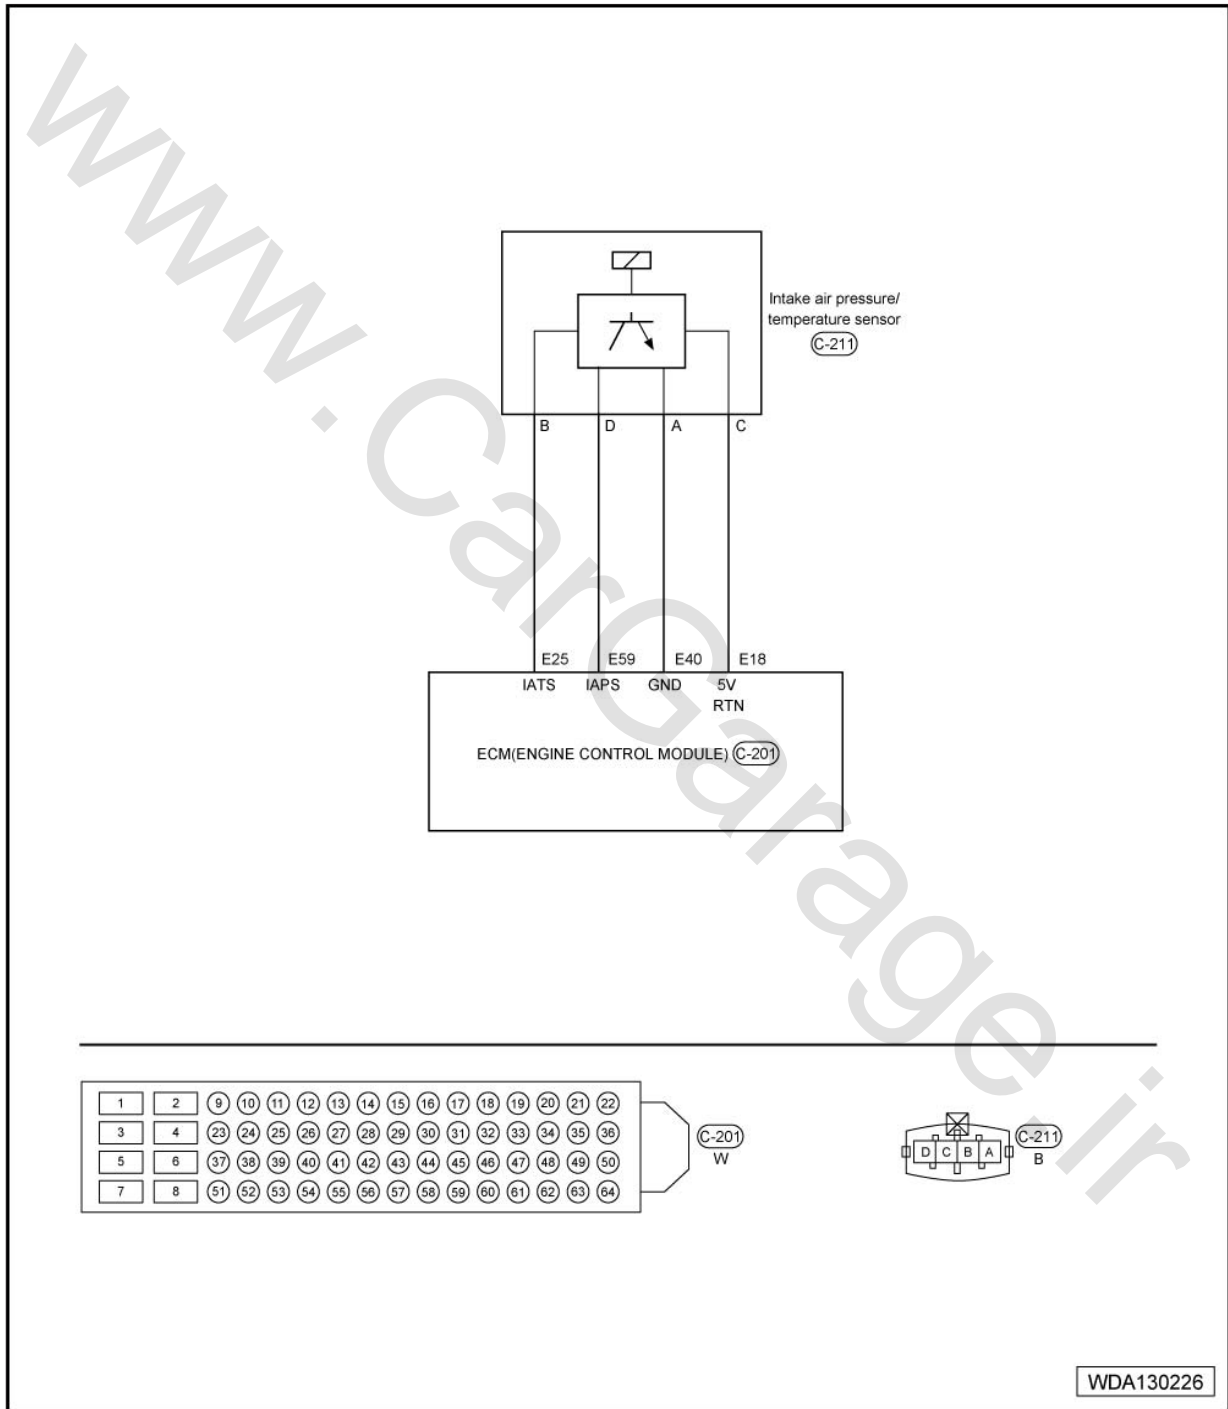 www.CarGarage.ir
Intake air pressure/
temperature sensor
C-211
B D A C
E25 E59 E40 E18
IATS IAPS GND 5V
RTN
ECM(ENGINE CONTROL MODULE) C-201
1 2 9 10 11 12 13 14 15 16 17 18 19 20 21 22
3 4 23 24 25 26 27 28 29 30 31 32 33 34 35 36
5 6 37 38 39 40 41 42 43 44 45 46 47 48 49 50
7 8 51 52 53 54 55 56 57 58 59 60 61 62 63 64
C-201
W
D C B A
C-211
B
WDA130226